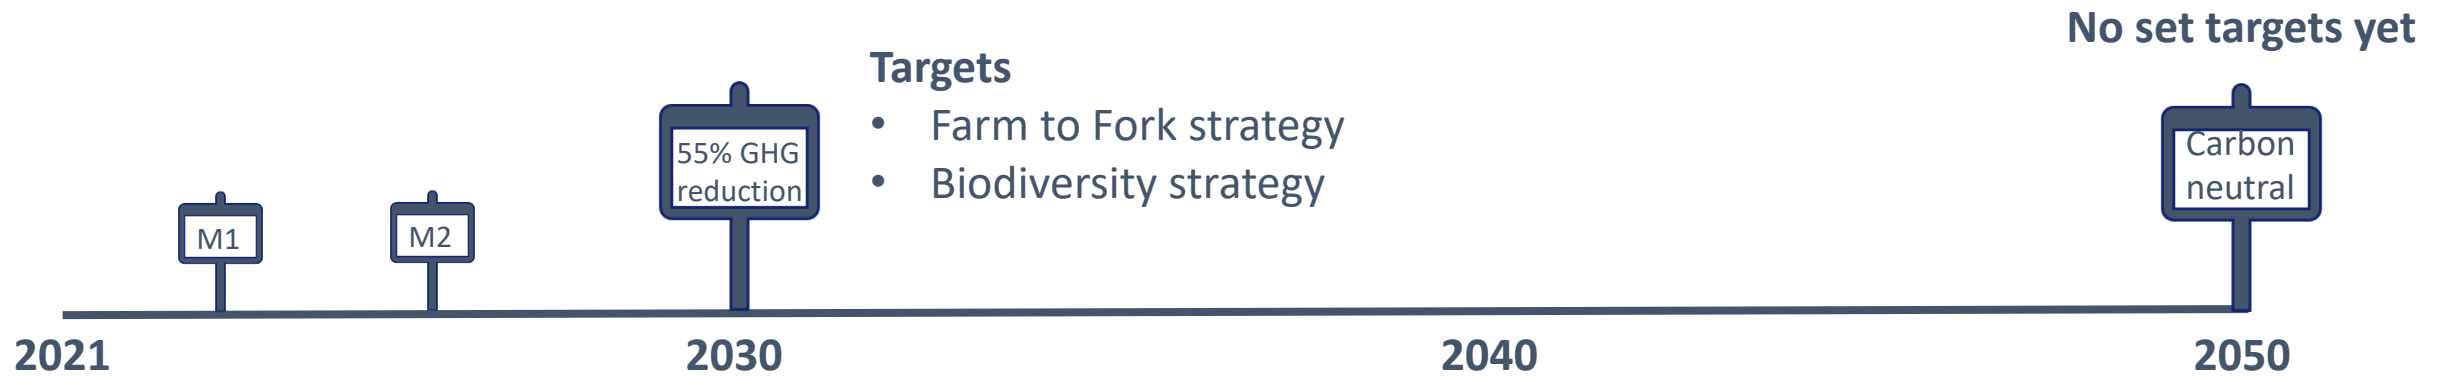 No set targets yet
Targets
• Farm to Fork strategy
• Biodiversity strategy
M1
M2
55% GHG
reduction
Carbon
neutral
2021
2030
2040
2050